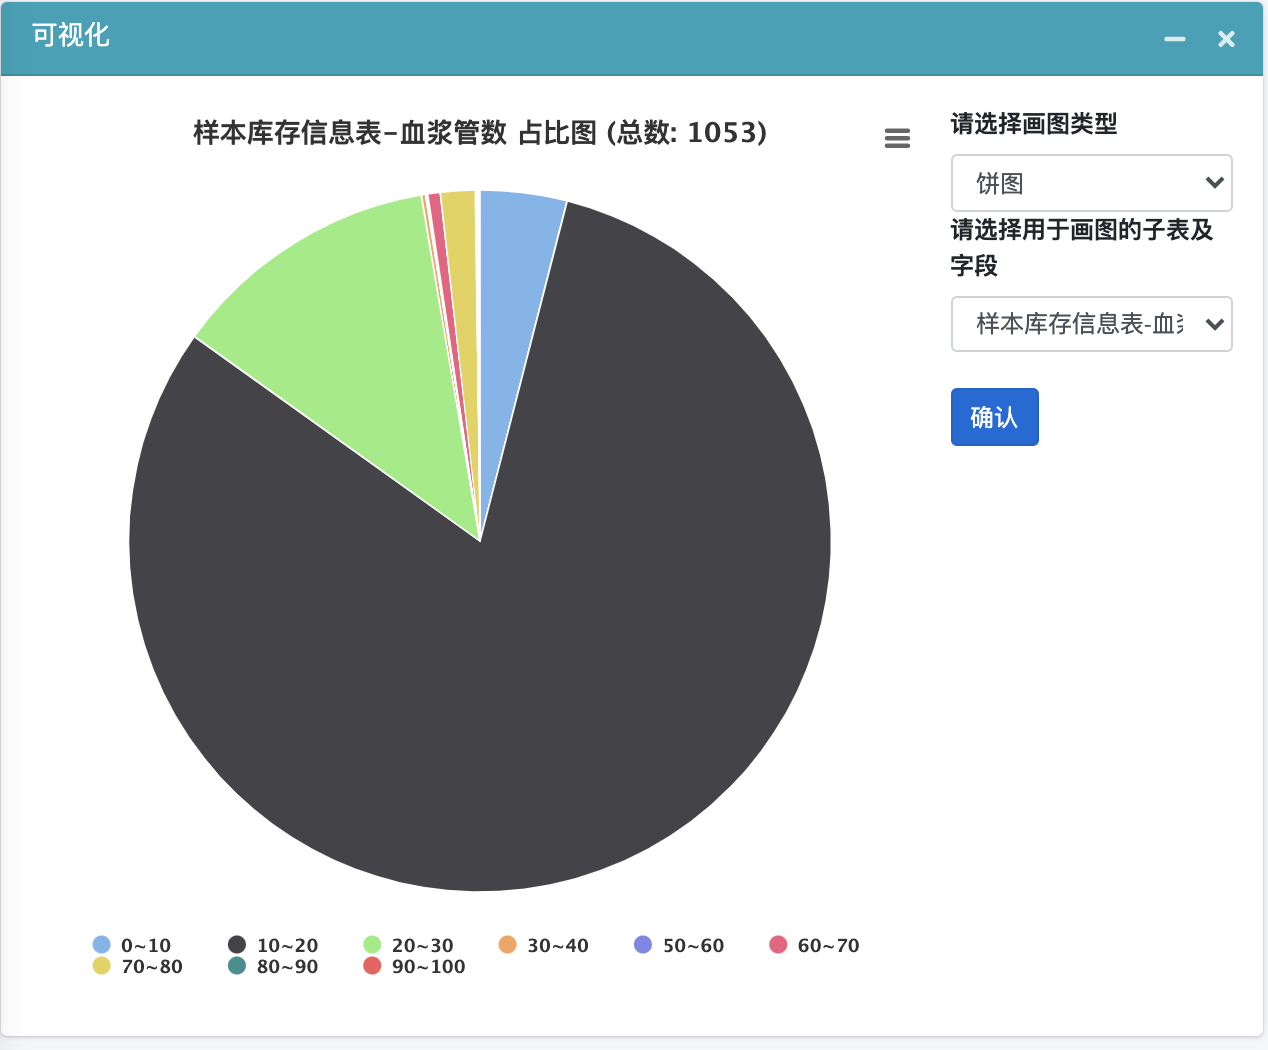 可视化
样本库存信息表-血浆管数 占比图 (总数: 1053)
请选择画图类型
饼图
请选择用于画图的子表及
字段
样本库存信息表-血
确认
0~10 10~20 20~30 30~40 50~60 60~70
70~80 80~90 90~100